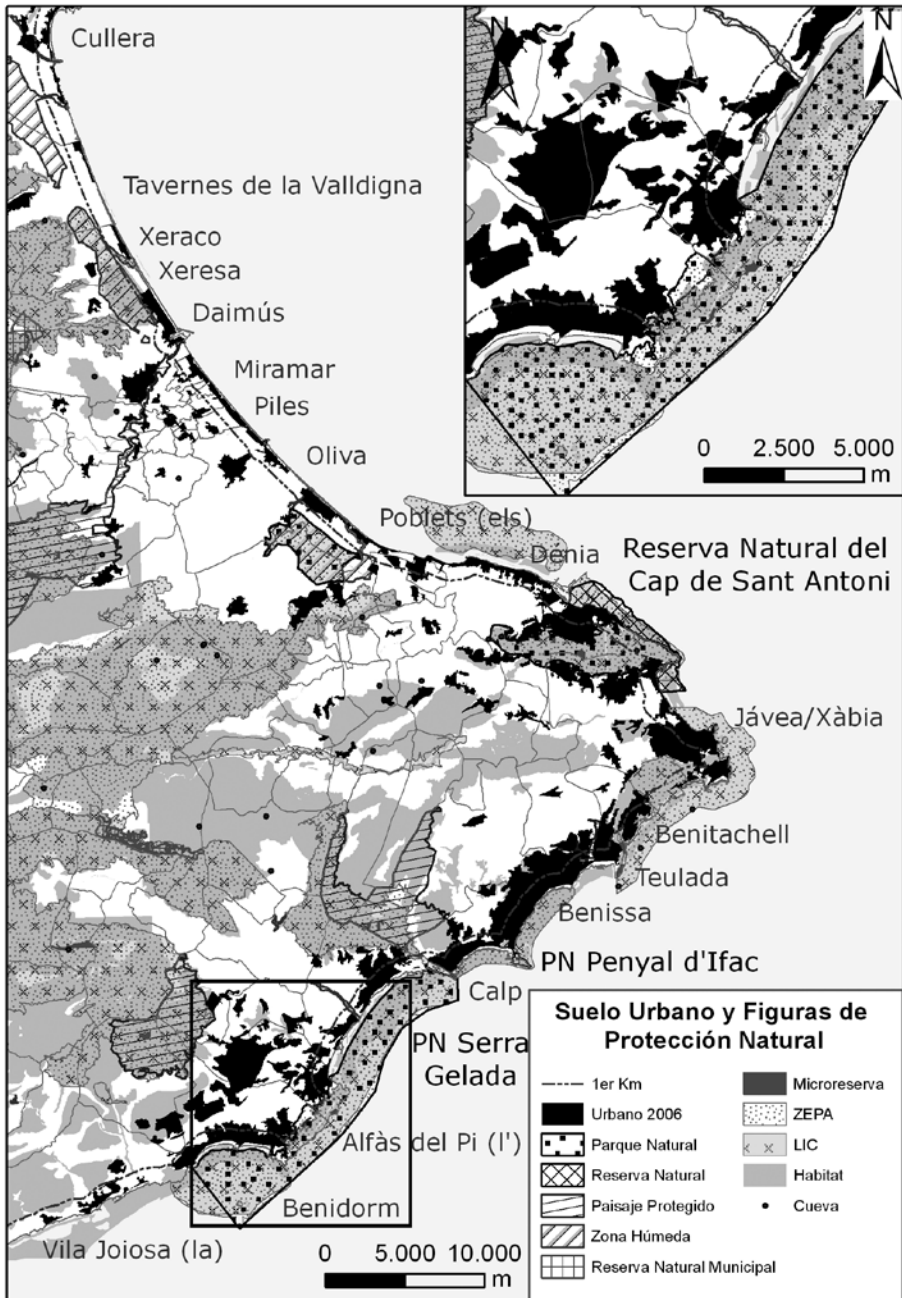 Cullera
N
N
Tavernes de la Valldigna
Xeraco
Xeresa
Daimús
Miramar
Piles
Oliva
0 2.500 5.000
m
Poblets (els)
Denia
Reserva Natural del
Cap de Sant Antoni
Jávea/Xàbia
Benitachell
Teulada
Benissa
PN Penyal d'Ifac
Calp
PN Serra
Gelada
Alfàs del Pi (l')
Benidorm
Vila Joiosa (la)
0 5.000 10.000
m
Suelo Urbano y Figuras de
Protección Natural
1er Km
Urbano 2006
Parque Natural
Reserva Natural
Paisaje Protegido
Zona Húmeda
Reserva Natural Municipal
Microreserva
ZEPA
LIC
Habitat
Cueva